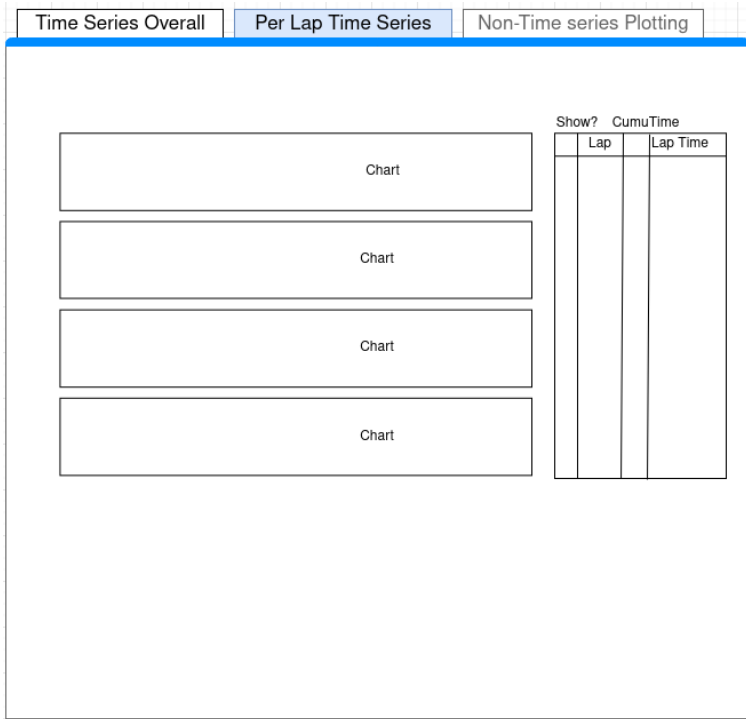 Time Series Overall
Per Lap Time Series
Non-Time series Plotting
Show? CumuTime
Lap
Lap Time
Chart
Chart
Chart
Chart